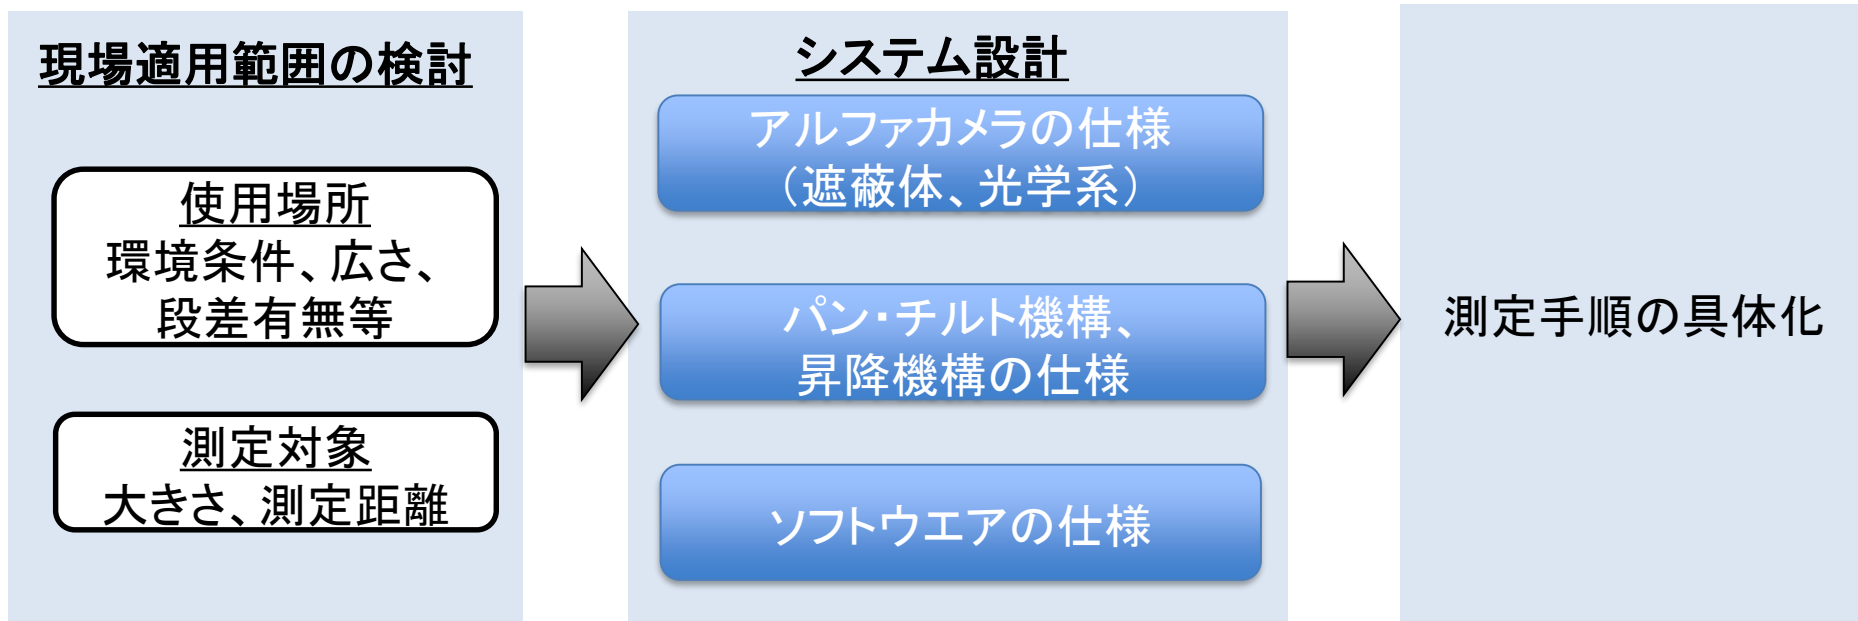 現場適用範囲の検討
使用場所
環境条件、広さ、
段差有無等
測定対象
大きさ、測定距離
システム設計
アルファカメラの仕様
（遮蔽体、光学系）
パン・チルト機構、
昇降機構の仕様
ソフトウエアの仕様
測定手順の具体化